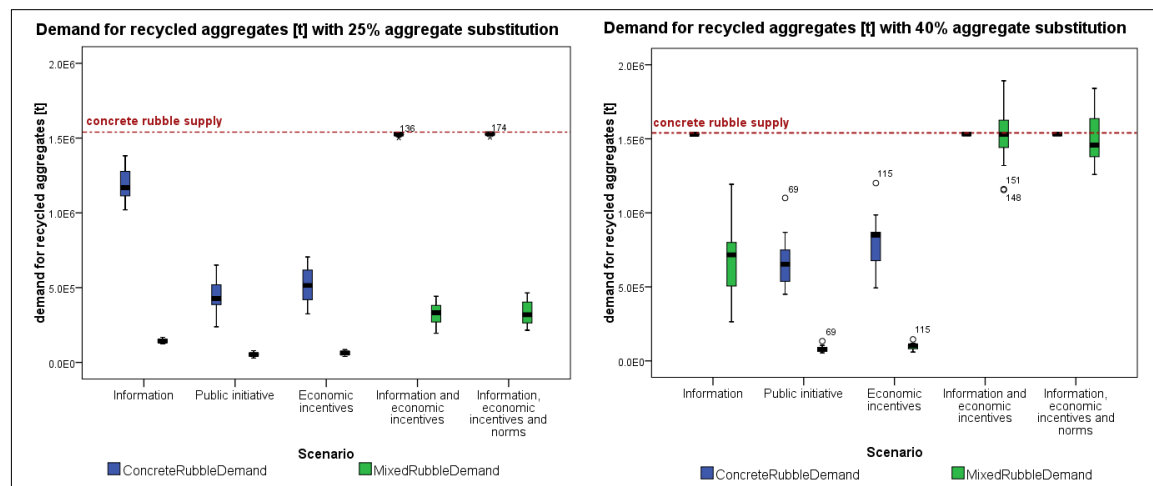 Demand for recycled aggregates [t] with 25% aggregate substitution
demand for recycled aggregates [t]
2.0E6
1.5E6
1.0E6
5.0E5
0.0E0
concrete rubble supply
136
174
Information
Public initiative
Economic
incentives
Information and
economic
incentives
Information,
economic
incentives and
norms
Scenario
ConcreteRubbleDemand
MixedRubbleDemand
Demand for recycled aggregates [t] with 40% aggregate substitution
demand for recycled aggregates [t]
2.0E6
1.5E6
1.0E6
5.0E5
0.0E0
concrete rubble supply
69
115
151
148
69
115
Information
Public initiative
Economic
incentives
Information and
economic
incentives
Information,
economic
incentives and
norms
Scenario
ConcreteRubbleDemand
MixedRubbleDemand